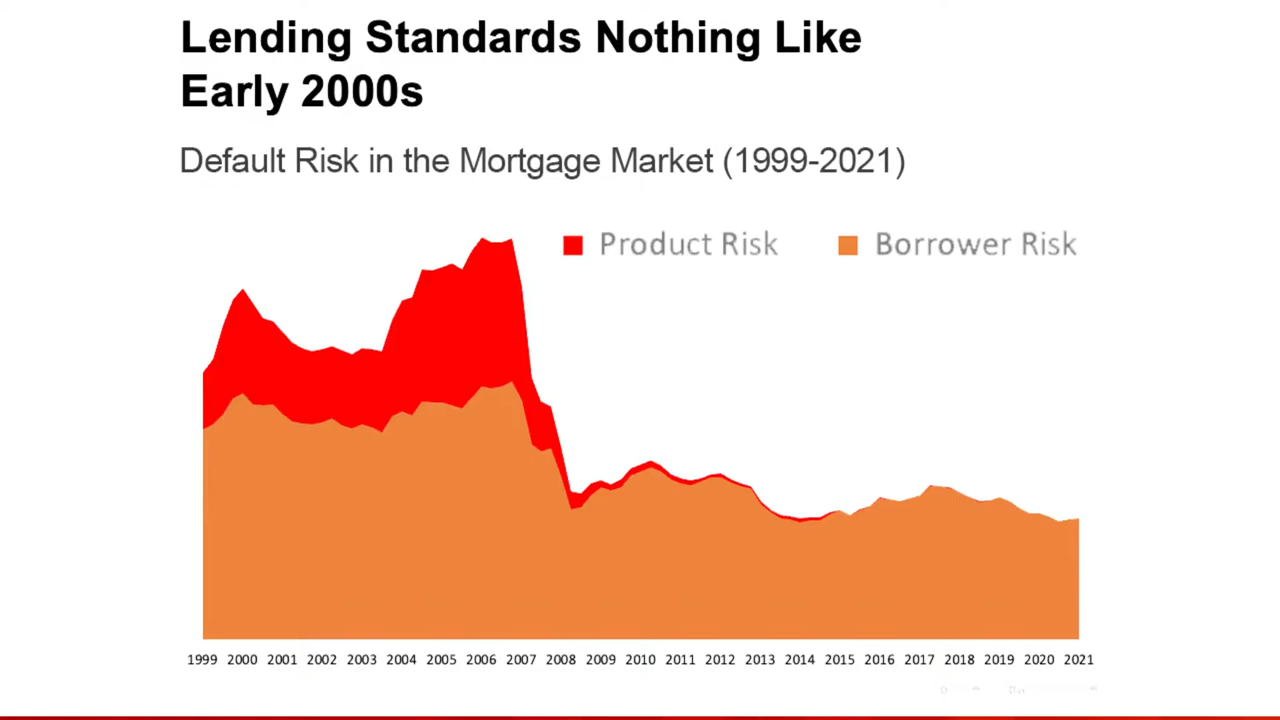 Lending Standards Nothing Like
Early 2000s
Default Risk in the Mortgage Market (1999-2021)
Product Risk Borrower Risk
1999 2000 2001 2002 2003 2004 2005 2006 2007 2008 2009 2010 2011 2012 2013 2014 2015 2016 2017 2018 2019 2020 2021